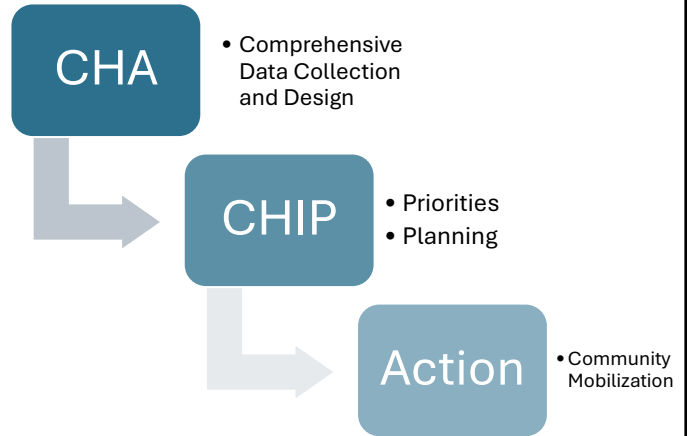 CHA
• Comprehensive
Data Collection
and Design
CHIP
• Priorities
• Planning
Action
• Community
Mobilization